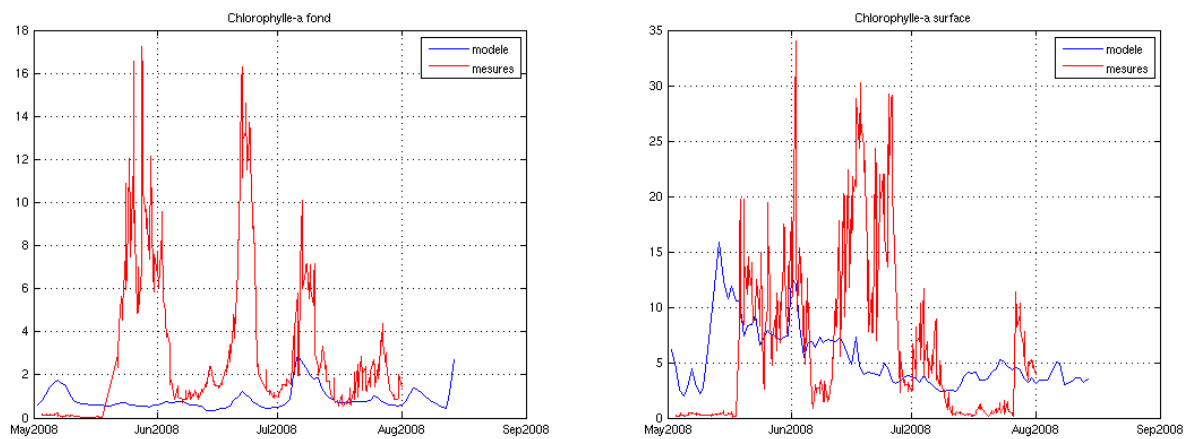 Chlorophylle-a fond
18
16
14
12
10
8
6
4
2
0
May2008 Jun2008 Jul2008 Aug2008 Sep2008
modele
mesures
Chlorophylle-a surface
35
30
25
20
15
10
5
0
May2008 Jun2008 Jul2008 Aug2008 Sep2008
modele
mesures